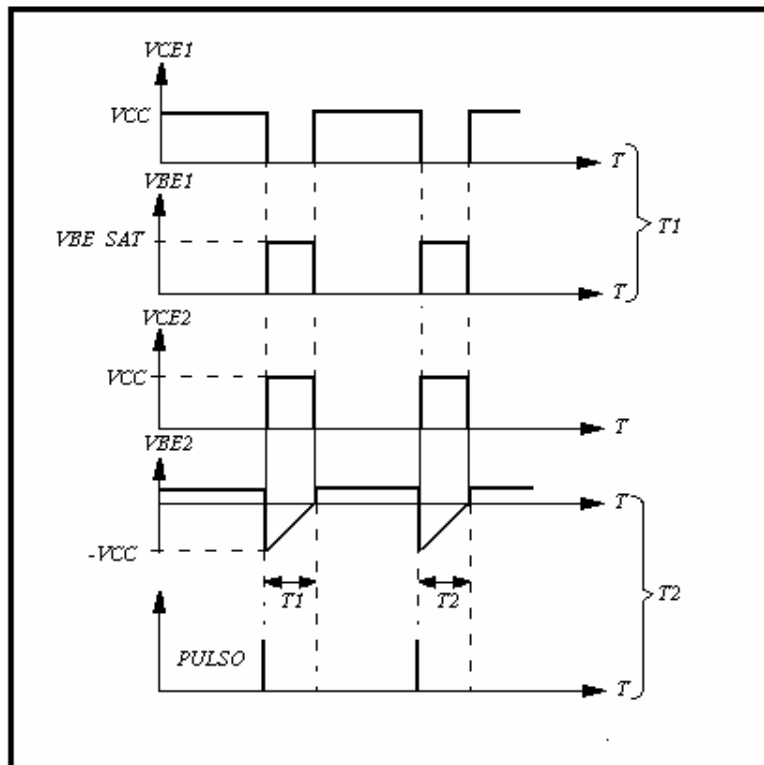 VCE1
VCC
T
VBE1
T1
VBE SAT
T
VCE2
VCC
T
VBE2
T
-VCC
T1
T2
T2
PULSO
T